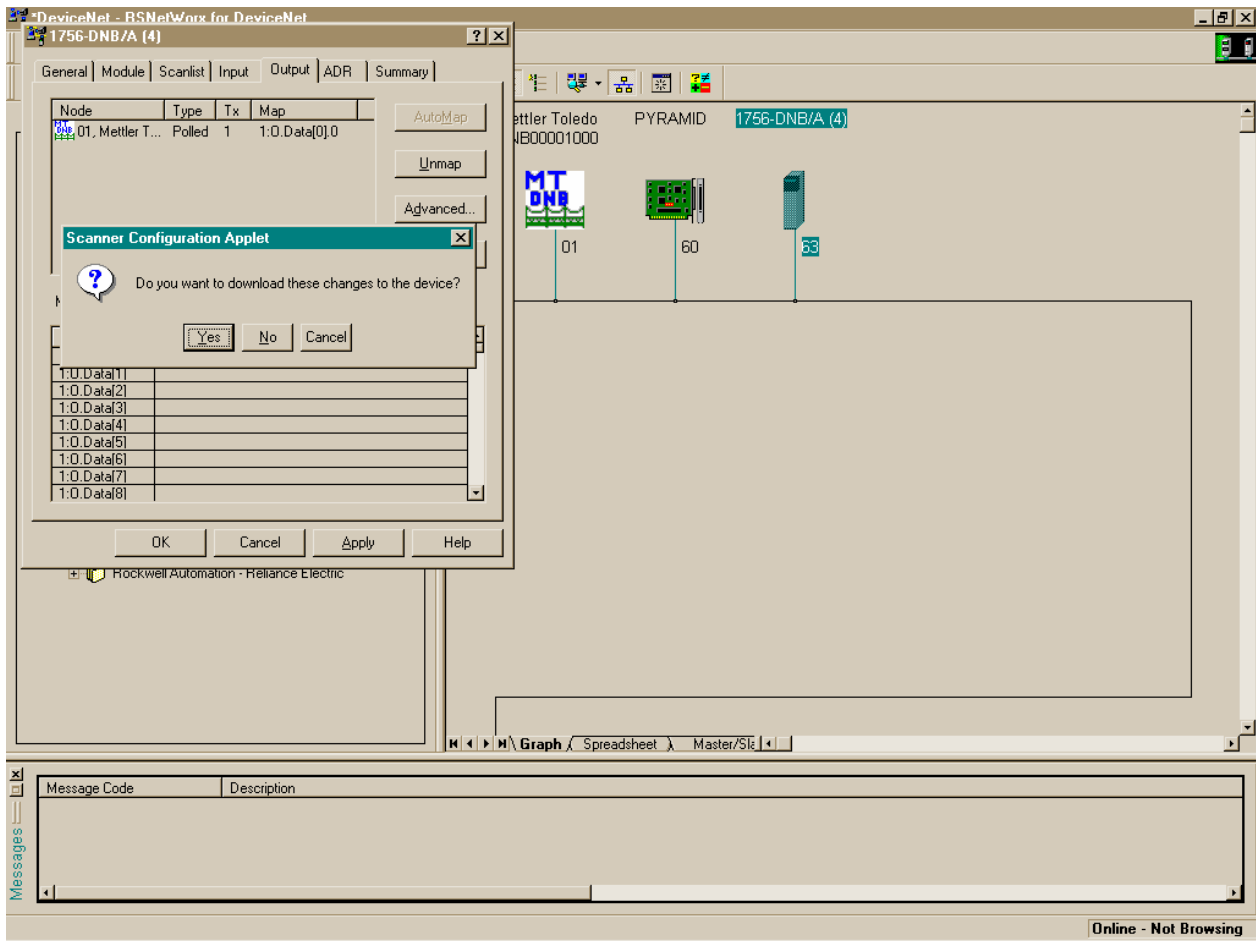 *DeviceNet - RSNetWorx for DeviceNet
1756-DNB/A (4)
General Module Scanlist Input Output ADR Summary
Node Type Tx Map
01, Mettler T... Polled 1 1:O.Data[0].0
AutoMap
Unmap
Advanced...
Scanner Configuration Applet
Do you want to download these changes to the device?
Yes No Cancel
1:O.Data[1]
1:O.Data[2]
1:O.Data[3]
1:O.Data[4]
1:O.Data[5]
1:O.Data[6]
1:O.Data[7]
1:O.Data[8]
OK Cancel Apply Help
Rockwell Automation - Reliance Electric
ettler Toledo PYRAMID 1756-DNB/A (4)
NB00001000
MT
DNB
01 60 63
Graph Spreadsheet Master/Sla
Message Code Description
Messages
Online - Not Browsing